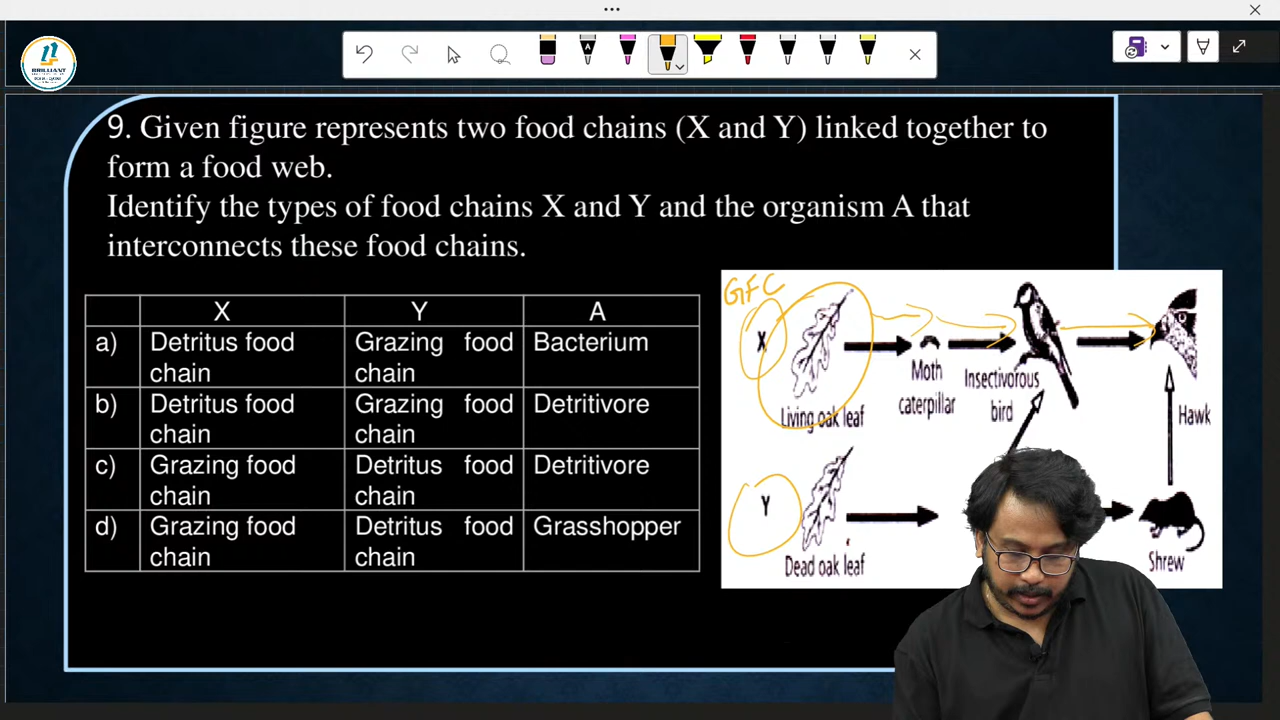 BRILLIANT
9. Given figure represents two food chains (X and Y) linked together to
form a food web.
Identify the types of food chains X and Y and the organism A that
interconnects these food chains.
X Y A
a) Detritus food chain Grazing food chain Bacterium
b) Detritus food chain Grazing food chain Detritivore
c) Grazing food chain Detritus food chain Detritivore
d) Grazing food chain Detritus food chain Grasshopper
GFC
X
Living oak leaf
Moth caterpillar
Insectivorous bird
Hawk
Y
Dead oak leaf
Shrew